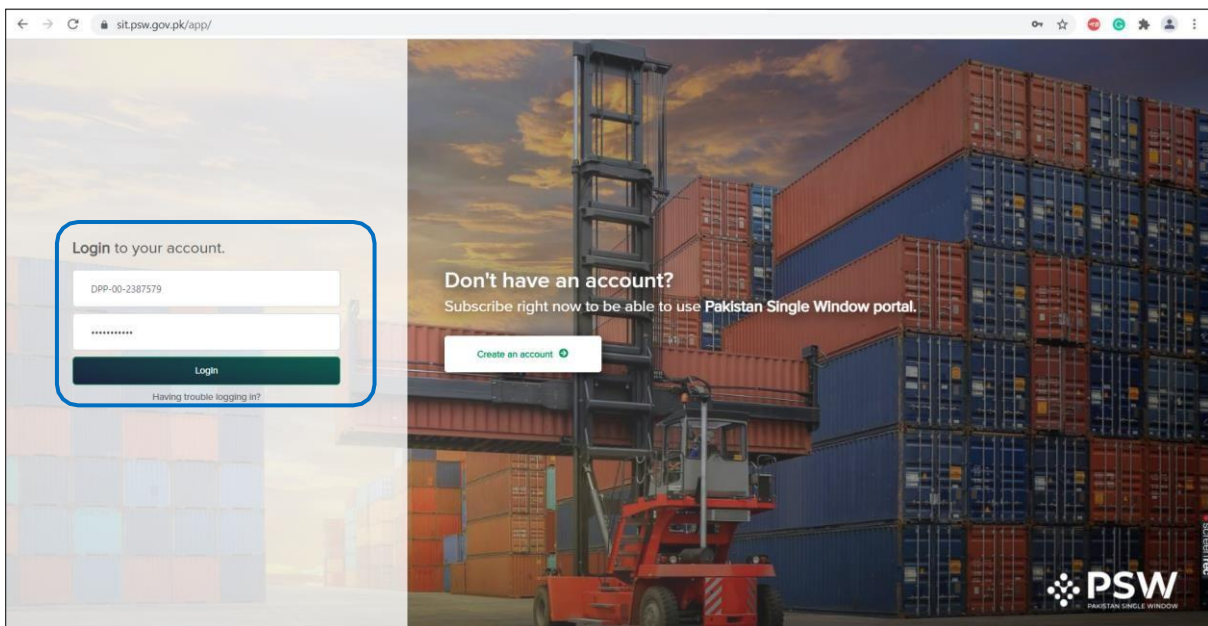 sit.psw.gov.pk/app/
Login to your account.
DPP-00-2387579
•••••••••••
Login
Having trouble logging in?
Don't have an account?
Subscribe right now to be able to use Pakistan Single Window portal.
Create an account
PSW
PAKISTAN SINGLE WINDOW